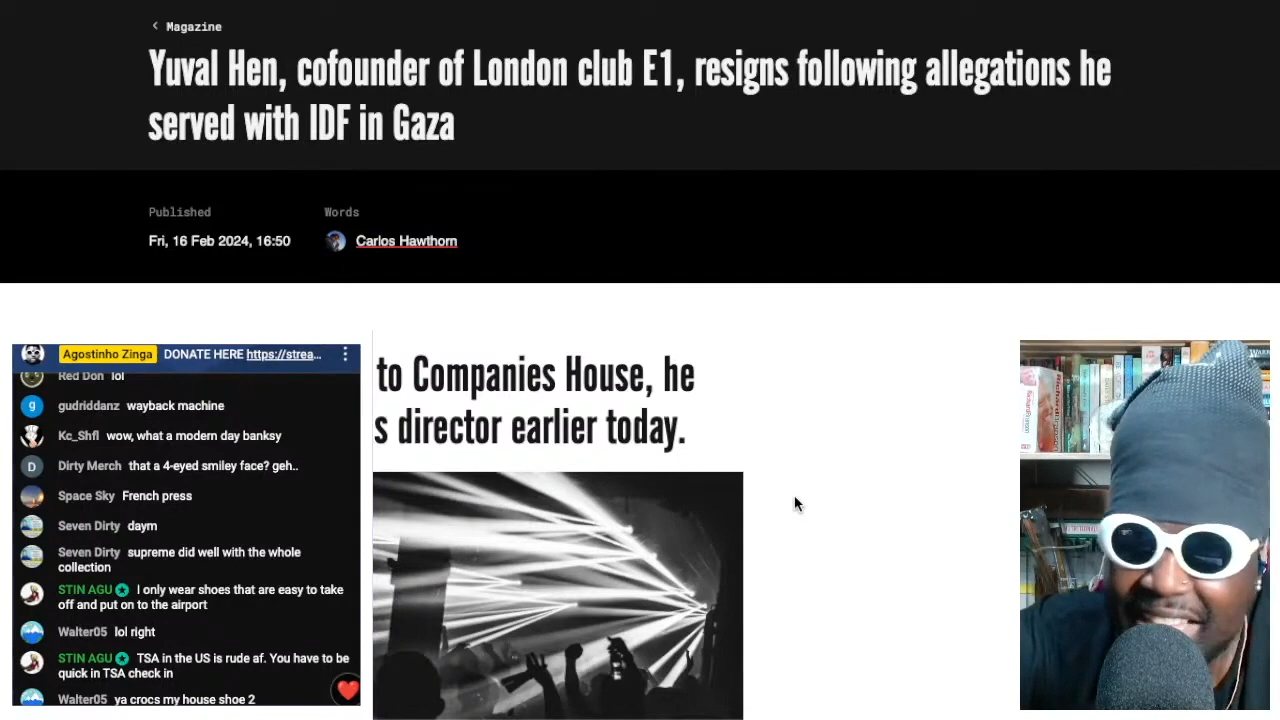 Magazine
Yuval Hen, cofounder of London club E1, resigns following allegations he
served with IDF in Gaza
Published
Words
Fri, 16 Feb 2024, 16:50
Carlos Hawthorn
Agostinho Zinga DONATE HERE https://strea...
Red Don lol
gudriddanz wayback machine
Kc_Shfl wow, what a modern day banksy
Dirty Merch that a 4-eyed smiley face? geh..
Space Sky French press
Seven Dirty daym
Seven Dirty supreme did well with the whole
collection
STIN AGU I only wear shoes that are easy to take
off and put on to the airport
Walter05 lol right
STIN AGU TSA in the US is rude af. You have to be
quick in TSA check in
Walter05 ya crocs my house shoe 2
to Companies House, he
s director earlier today.